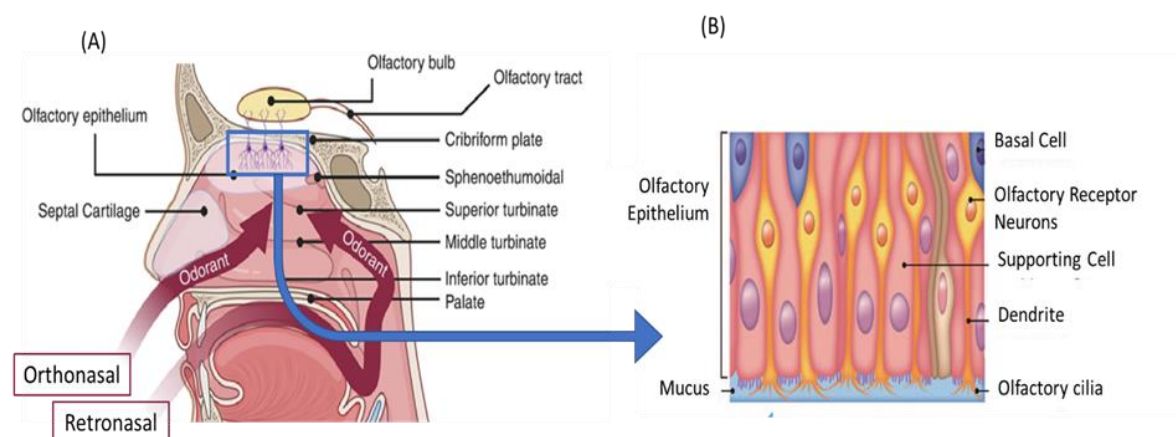 (A)
Olfactory bulb
Olfactory tract
Olfactory epithelium
Cribriform plate
Sphenoethumoidal
Septal Cartilage
Superior turbinate
Middle turbinate
Odorant
Odorant
Inferior turbinate
Palate
Orthonasal
Retronasal
(B)
Basal Cell
Olfactory
Epithelium
Olfactory Receptor
Neurons
Supporting Cell
Dendrite
Mucus
Olfactory cilia